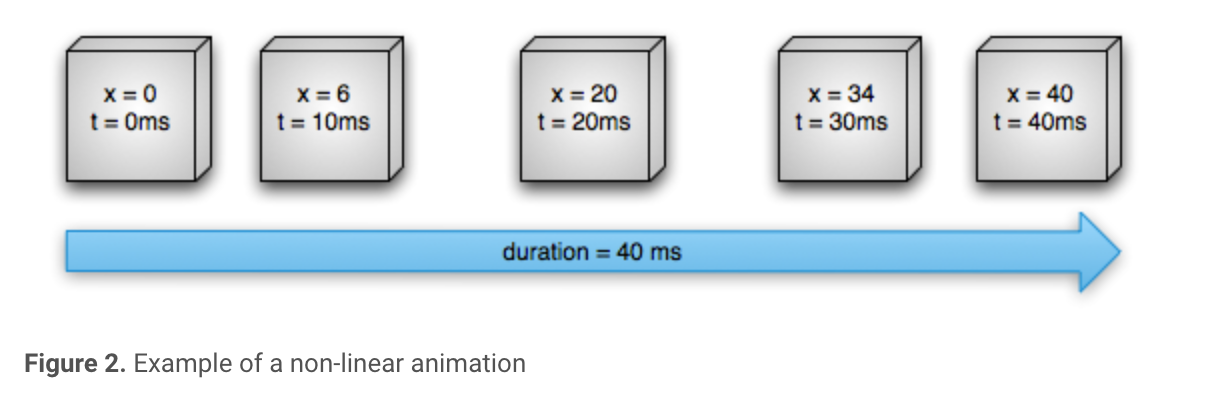 x = 0
t = 0ms
x = 6
t = 10ms
x = 20
t = 20ms
x = 34
t = 30ms
x = 40
t = 40ms
duration = 40 ms
Figure 2. Example of a non-linear animation